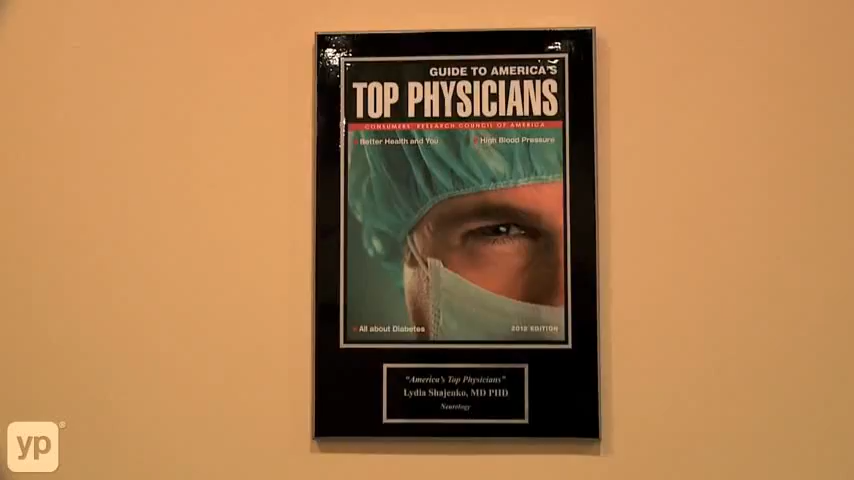 GUIDE TO AMERICA'S
TOP PHYSICIANS
CONSUMERS' RESEARCH COUNCIL OF AMERICA
Better Health and You
High Blood Pressure
All about Diabetes
2012 EDITION
"America's Top Physicians"
Lydia Shajenko, MD PHD
Neurology
yp